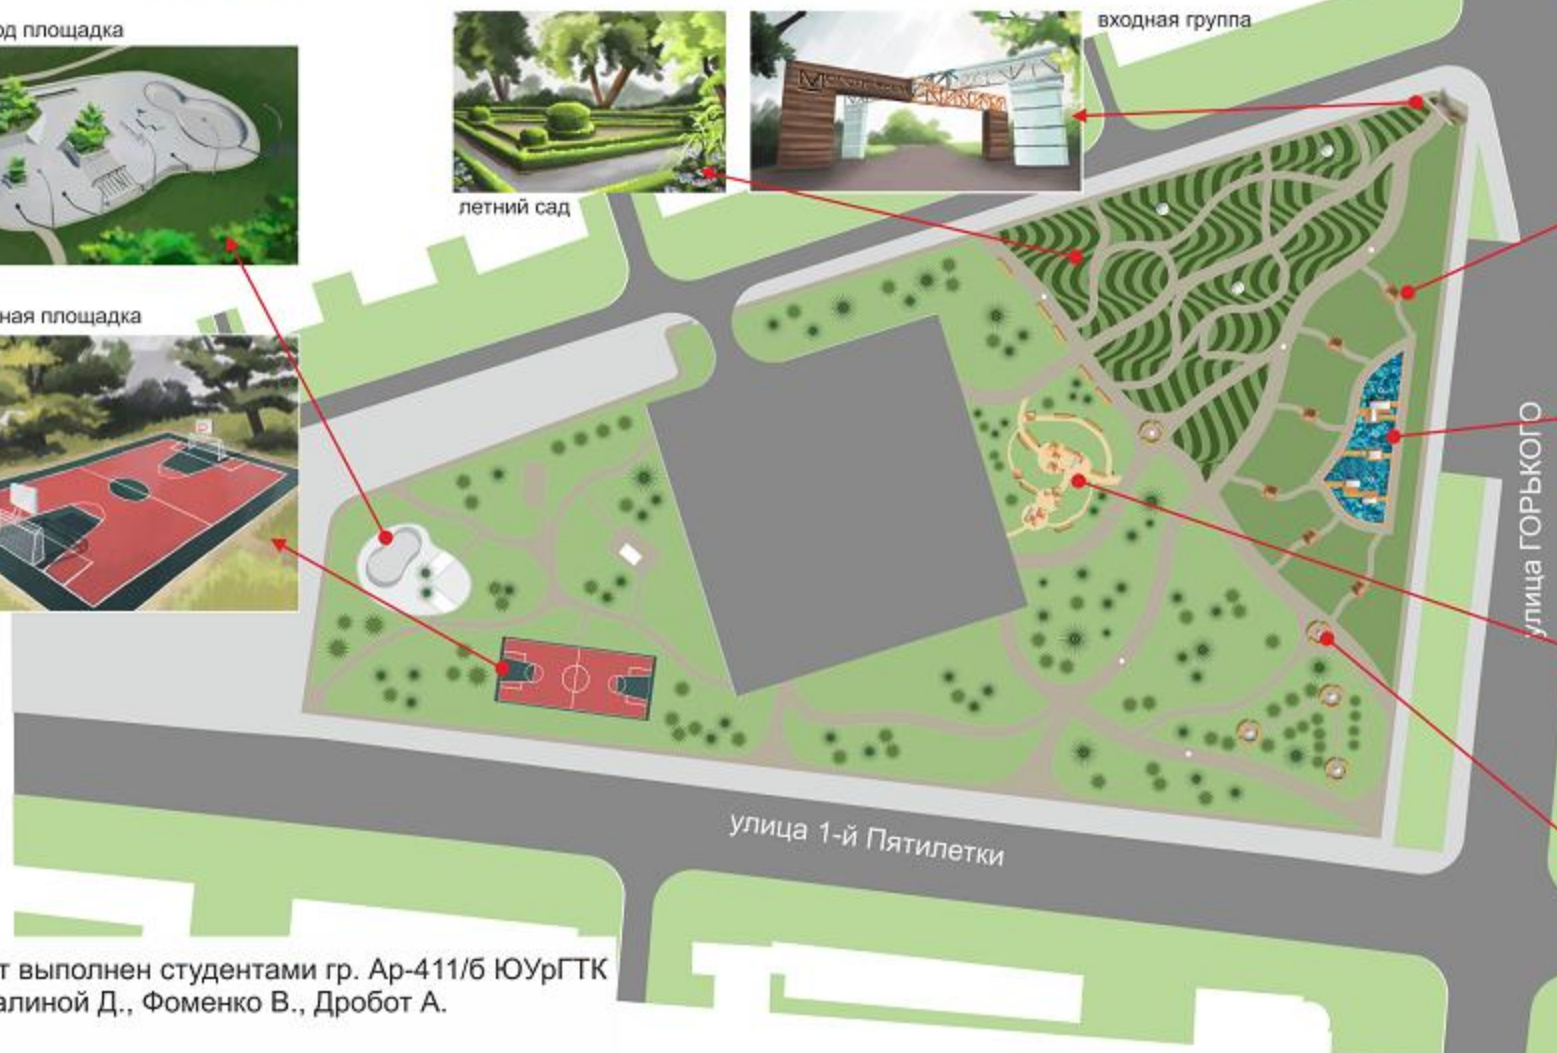 од площадка
входная группа
летний сад
ная площадка
улица ГОРЬКОГО
улица 1-й Пятилетки
т выполнен студентами гр. Ар-411/б ЮУрГТК
алиной Д., Фоменко В., Дробот А.